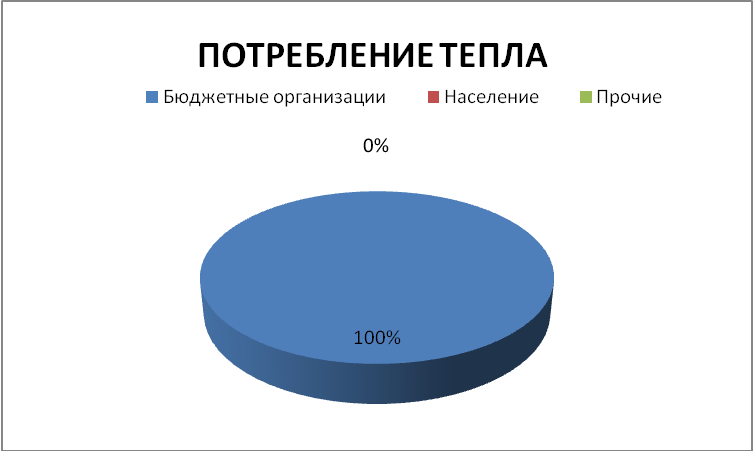 ПОТРЕБЛЕНИЕ ТЕПЛА
Бюджетные организации Население Прочие
0%
100%